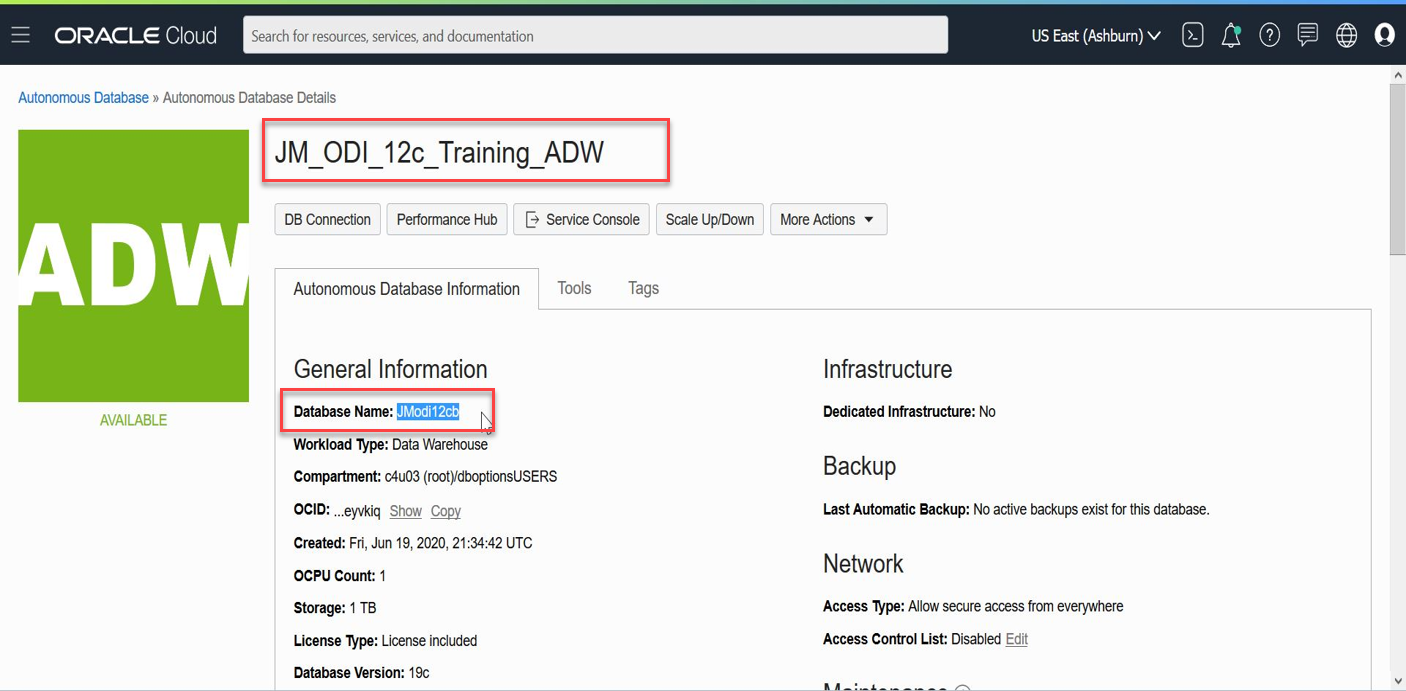 ORACLE Cloud
Search for resources, services, and documentation
US East (Ashburn)
Autonomous Database » Autonomous Database Details
ADW
AVAILABLE
JM_ODI_12c_Training_ADW
DB Connection
Performance Hub
Service Console
Scale Up/Down
More Actions
Autonomous Database Information
Tools
Tags
General Information
Database Name: JModi12cb
Workload Type: Data Warehouse
Compartment: c4u03 (root)/dboptionsUSERS
OCID: ...eyvkiq Show Copy
Created: Fri, Jun 19, 2020, 21:34:42 UTC
OCPU Count: 1
Storage: 1 TB
License Type: License included
Database Version: 19c
Infrastructure
Dedicated Infrastructure: No
Backup
Last Automatic Backup: No active backups exist for this database.
Network
Access Type: Allow secure access from everywhere
Access Control List: Disabled Edit
Maintenance